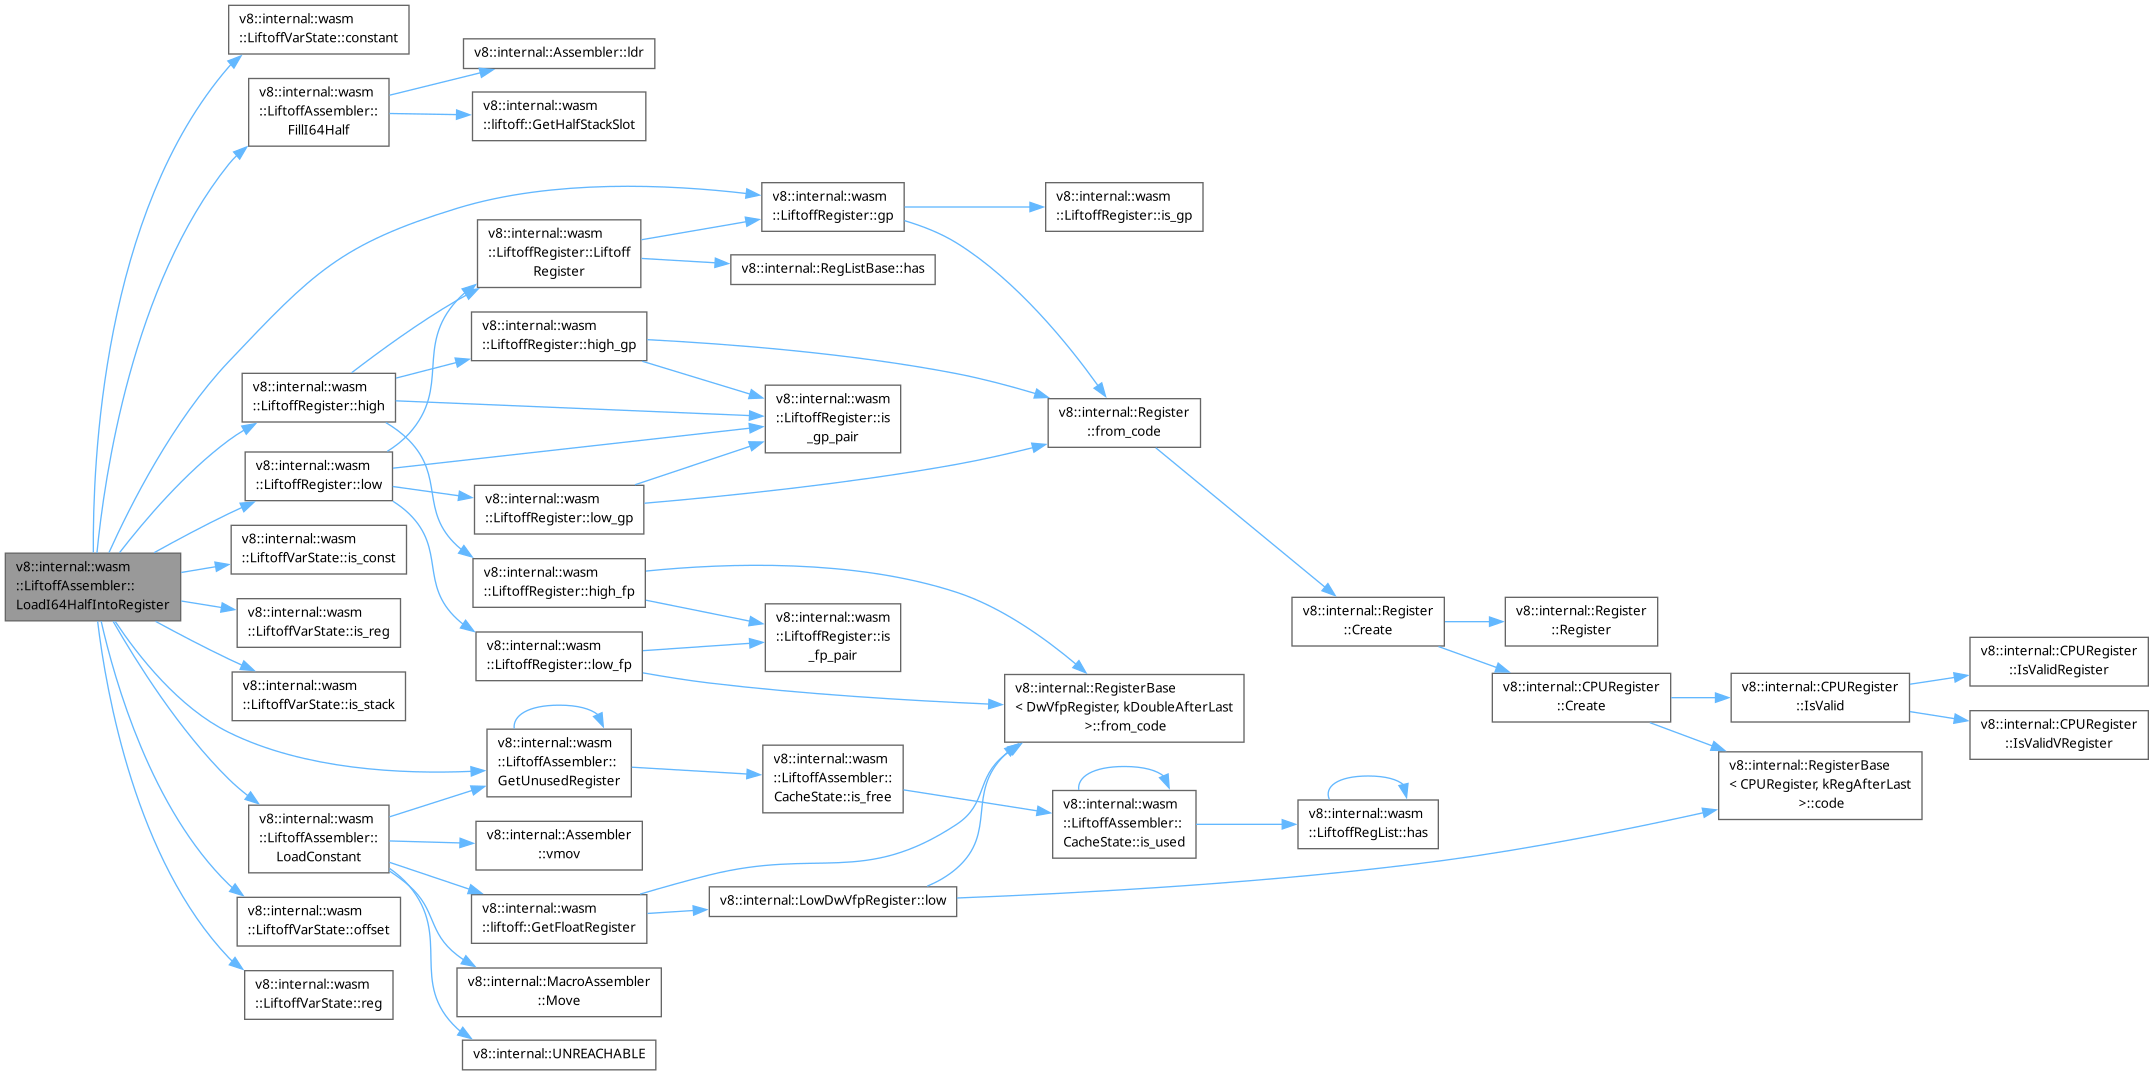 v8::internal::wasm
::LiftoffAssembler::
LoadI64HalfIntoRegister
v8::internal::wasm
::LiftoffVarState::constant
v8::internal::wasm
::LiftoffAssembler::
FillI64Half
v8::internal::Assembler::ldr
v8::internal::wasm
::liftoff::GetHalfStackSlot
v8::internal::wasm
::LiftoffRegister::gp
v8::internal::wasm
::LiftoffRegister::is_gp
v8::internal::wasm
::LiftoffRegister::Liftoff
Register
v8::internal::RegListBase::has
v8::internal::wasm
::LiftoffRegister::high_gp
v8::internal::wasm
::LiftoffRegister::high
v8::internal::wasm
::LiftoffRegister::is
_gp_pair
v8::internal::Register
::from_code
v8::internal::wasm
::LiftoffRegister::low
v8::internal::wasm
::LiftoffRegister::low_gp
v8::internal::wasm
::LiftoffVarState::is_const
v8::internal::wasm
::LiftoffRegister::high_fp
v8::internal::wasm
::LiftoffVarState::is_reg
v8::internal::wasm
::LiftoffRegister::is
_fp_pair
v8::internal::Register
::Create
v8::internal::Register
::Register
v8::internal::wasm
::LiftoffRegister::low_fp
v8::internal::wasm
::LiftoffVarState::is_stack
v8::internal::RegisterBase
< DwVfpRegister, kDoubleAfterLast
>::from_code
v8::internal::CPURegister
::Create
v8::internal::CPURegister
::IsValid
v8::internal::CPURegister
::IsValidRegister
v8::internal::CPURegister
::IsValidVRegister
v8::internal::wasm
::LiftoffAssembler::
GetUnusedRegister
v8::internal::wasm
::LiftoffAssembler::
CacheState::is_free
v8::internal::RegisterBase
< CPURegister, kRegAfterLast
>::code
v8::internal::wasm
::LiftoffAssembler::
CacheState::is_used
v8::internal::wasm
::LiftoffRegList::has
v8::internal::wasm
::LiftoffAssembler::
LoadConstant
v8::internal::Assembler
::vmov
v8::internal::wasm
::liftoff::GetFloatRegister
v8::internal::LowDwVfpRegister::low
v8::internal::wasm
::LiftoffVarState::offset
v8::internal::MacroAssembler
::Move
v8::internal::wasm
::LiftoffVarState::reg
v8::internal::UNREACHABLE